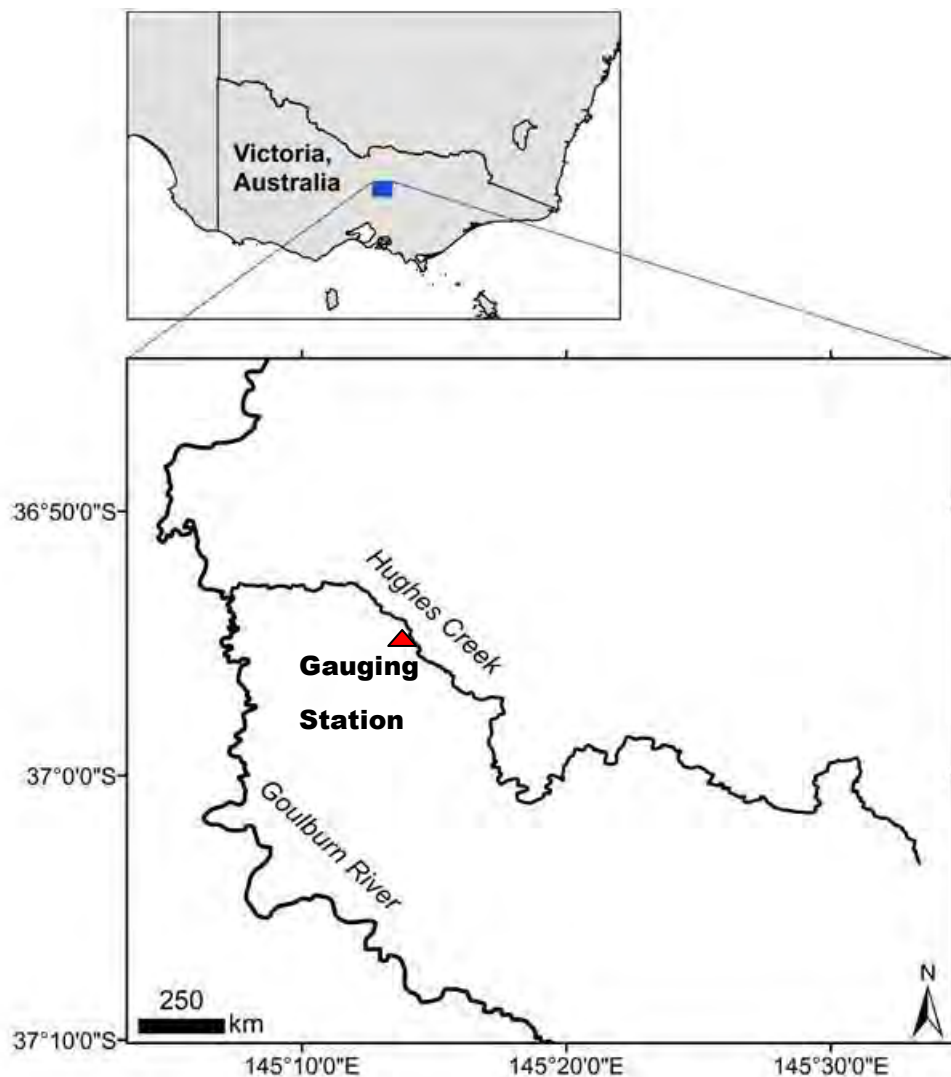 Victoria,
Australia
36°50'0"S
Hughes Creek
Gauging
Station
37°0'0"S
Goulburn River
250
km
N
37°10'0"S
145°10'0"E
145°20'0"E
145°30'0"E